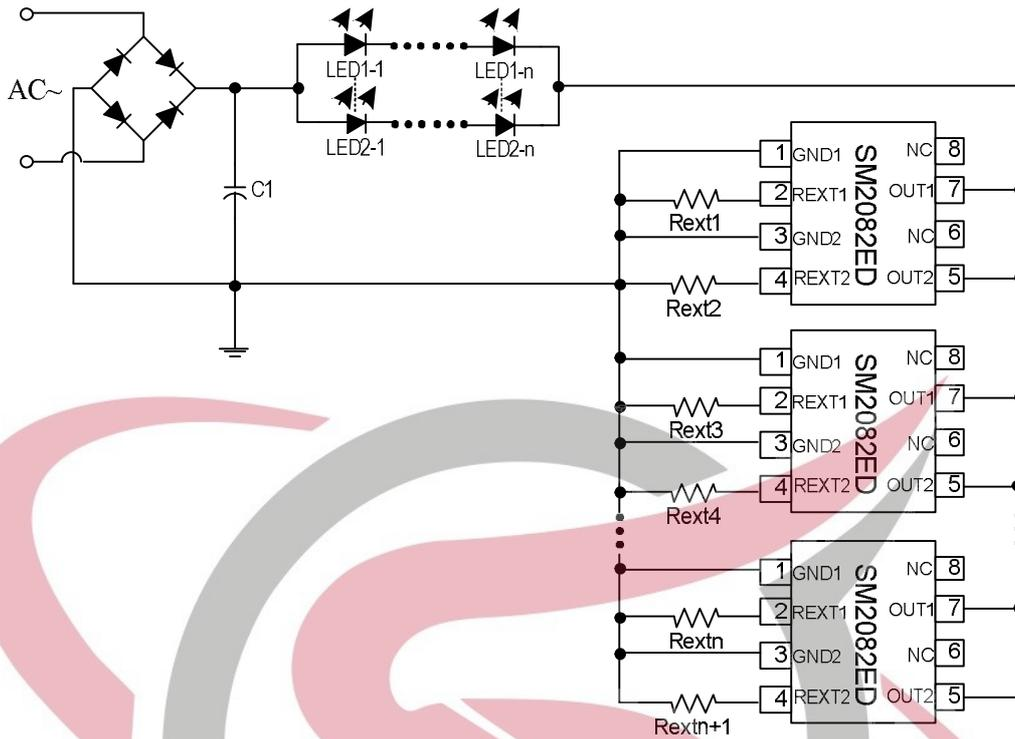 AC~
LED1-1
LED1-n
LED2-1
LED2-n
C1
1 GND1
2 REXT1
3 GND2
4 REXT2
SM2082ED
NC 8
OUT1 7
NC 6
OUT2 5
Rext1
Rext2
1 GND1
2 REXT1
3 GND2
4 REXT2
SM2082ED
NC 8
OUT1 7
NC 6
OUT2 5
Rext3
Rext4
1 GND1
2 REXT1
3 GND2
4 REXT2
SM2082ED
NC 8
OUT1 7
NC 6
OUT2 5
Rextn
Rextn+1